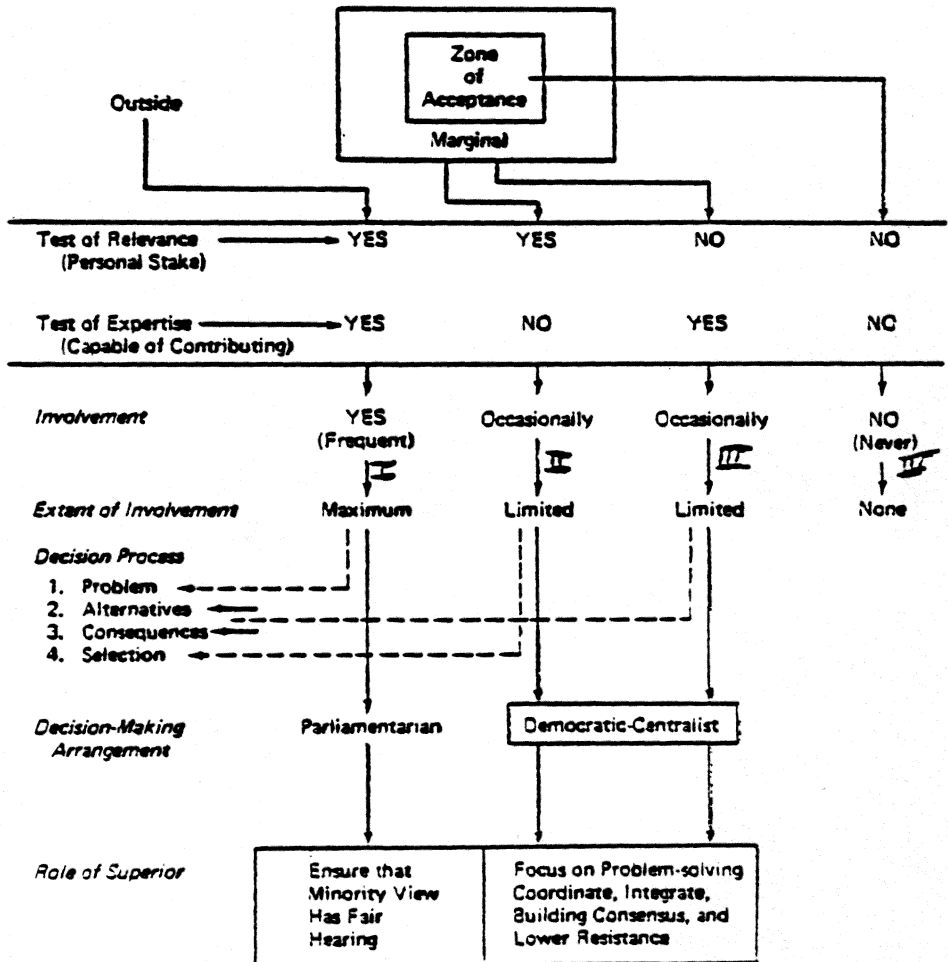 Zone
of
Acceptance
Outside
Marginal
Test of Relevance YES YES NO NO
(Personal Stake)
Test of Expertise YES NO YES NO
(Capable of Contributing)
Involvement YES Occasionally Occasionally NO
(Frequent) (Never)
I II III IV
Extent of Involvement Maximum Limited Limited None
Decision Process
1. Problem
2. Alternatives
3. Consequences
4. Selection
Decision-Making Parliamentarian Democratic-Centralist
Arrangement
Role of Superior Ensure that Focus on Problem-solving
Minority View Coordinate, Integrate,
Has Fair Building Consensus, and
Hearing Lower Resistance